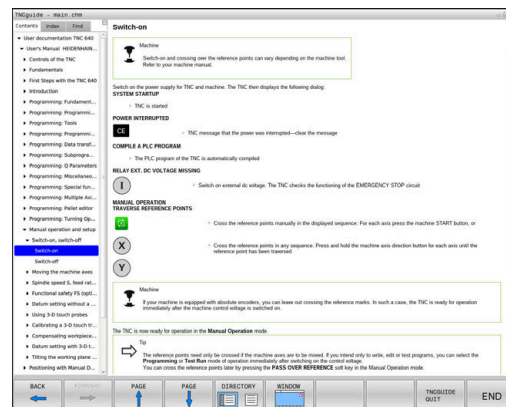 TNCguide - main.chm
Contents Index Find
User documentation TNC 640
User's Manual HEIDENHAIN...
Controls of the TNC
Fundamentals
First Steps with the TNC 640
Introduction
Programming: Fundament...
Programming: Programmi...
Programming: Tools
Programming: Programmi...
Programming: Data transf...
Programming: Subprogra...
Programming: Q Parameters
Programming: Miscellaneo...
Programming: Special fun...
Programming: Multiple Axi...
Programming: Pallet editor
Programming: Turning Op...
Manual operation and setup
Switch-on, switch-off
Switch-on
Switch-off
Moving the machine axes
Spindle speed S, feed rat...
Functional safety FS (opti...
Datum setting without a ...
Using 3-D touch probes
Calibrating a 3-D touch tr...
Compensating workpiece...
Datum setting with 3-D t...
Tilting the working plane ...
Positioning with Manual D...
Switch-on
Machine
Switch-on and crossing over the reference points can vary depending on the machine tool.
Refer to your machine manual.
Switch on the power supply for TNC and machine. The TNC then displays the following dialog:
SYSTEM STARTUP
TNC is started
POWER INTERRUPTED
CE
TNC message that the power was interrupted—clear the message
COMPILE A PLC PROGRAM
The PLC program of the TNC is automatically compiled
RELAY EXT. DC VOLTAGE MISSING
I
Switch on external dc voltage. The TNC checks the functioning of the EMERGENCY STOP circuit
MANUAL OPERATION
TRAVERSE REFERENCE POINTS
Cross the reference points manually in the displayed sequence: For each axis press the machine START button, or
X
Cross the reference points in any sequence: Press and hold the machine axis direction button for each axis until the
reference point has been traversed
Y
Machine
If your machine is equipped with absolute encoders, you can leave out crossing the reference marks. In such a case, the TNC is ready for operation
immediately after the machine control voltage is switched on.
The TNC is now ready for operation in the Manual Operation mode.
Tip
The reference points need only be crossed if the machine axes are to be moved. If you intend only to write, edit or test programs, you can select the
Programming or Test Run mode of operation immediately after switching on the control voltage.
You can cross the reference points later by pressing the PASS OVER REFERENCE soft key in the Manual Operation mode.
BACK FORWARD PAGE PAGE DIRECTORY WINDOW TNCGUIDE QUIT END